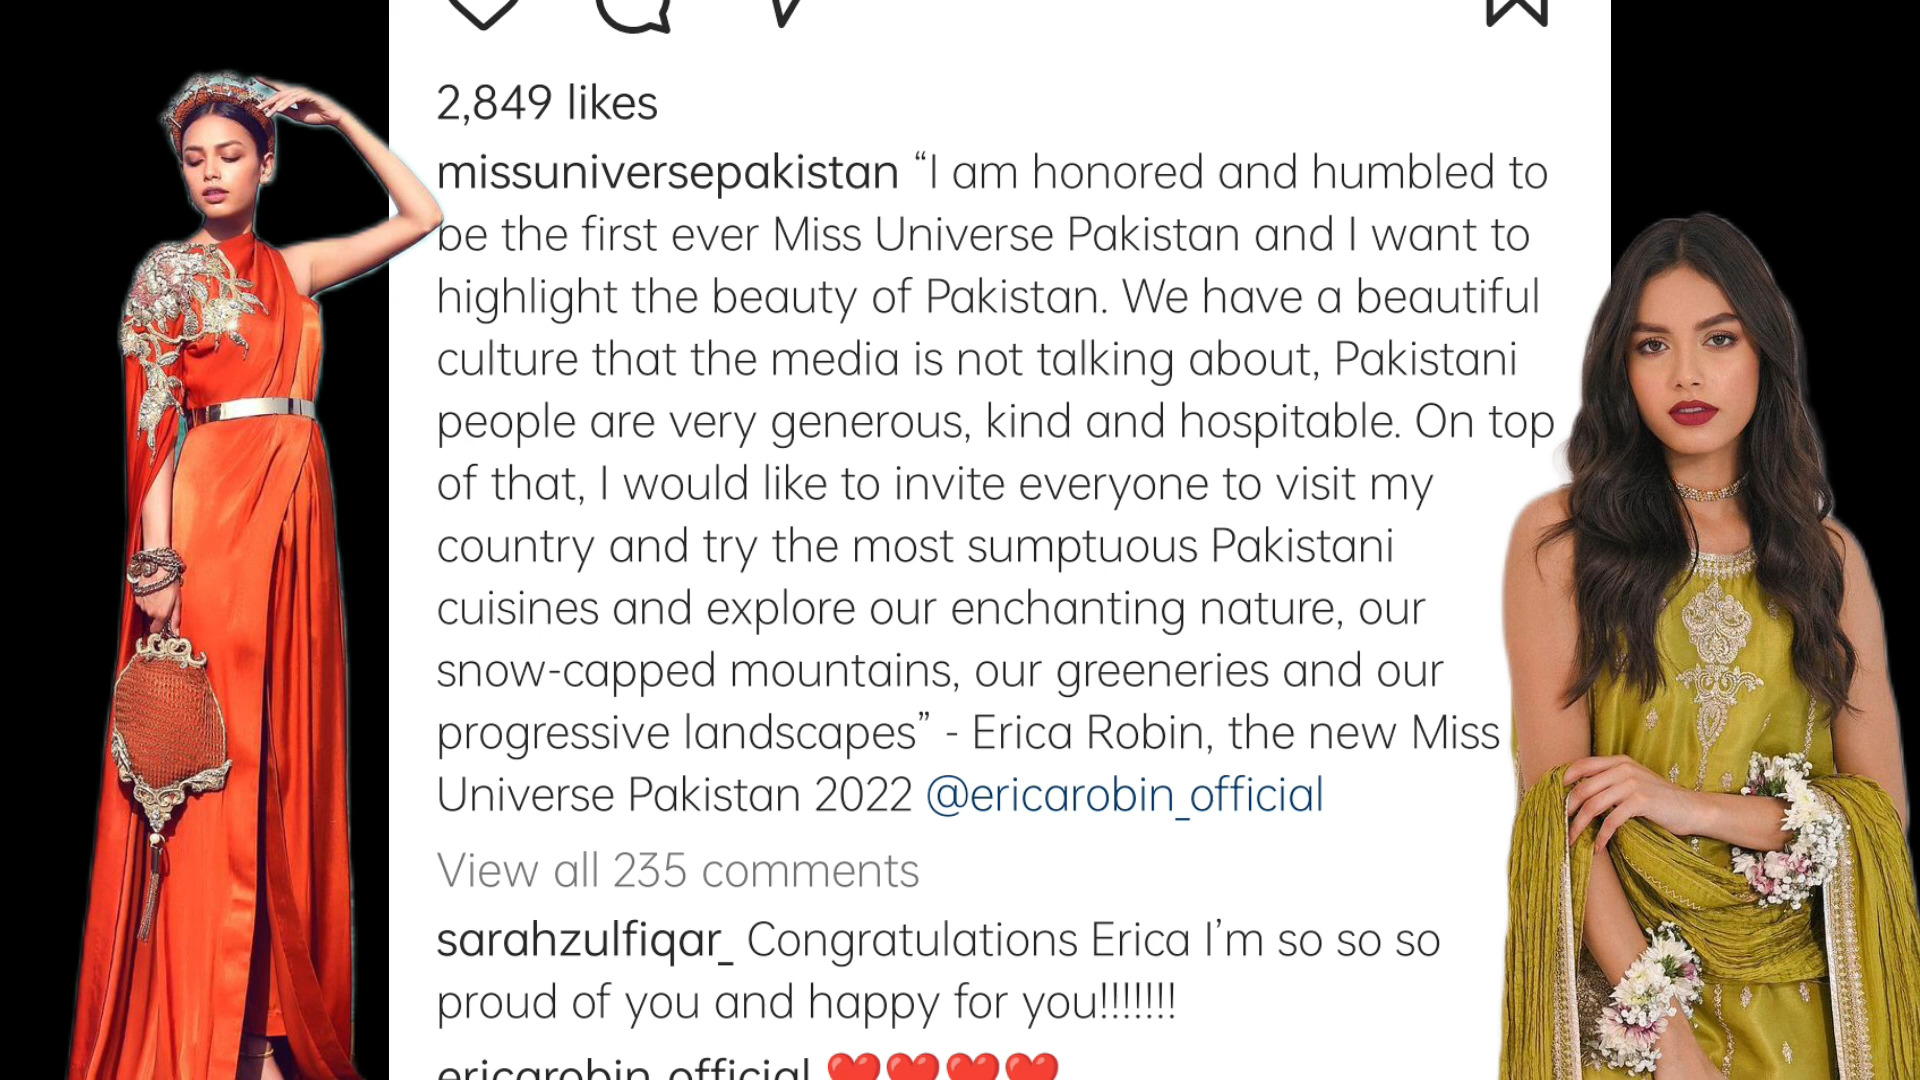 2,849 likes
missuniversepakistan “I am honored and humbled to
be the first ever Miss Universe Pakistan and I want to
highlight the beauty of Pakistan. We have a beautiful
culture that the media is not talking about, Pakistani
people are very generous, kind and hospitable. On top
of that, I would like to invite everyone to visit my
country and try the most sumptuous Pakistani
cuisines and explore our enchanting nature, our
snow-capped mountains, our greeneries and our
progressive landscapes” - Erica Robin, the new Miss
Universe Pakistan 2022 @ericarobin_official
View all 235 comments
sarahzulfiqar_ Congratulations Erica I’m so so so
proud of you and happy for you!!!!!!!
ericarobin_official ❤️❤️❤️❤️